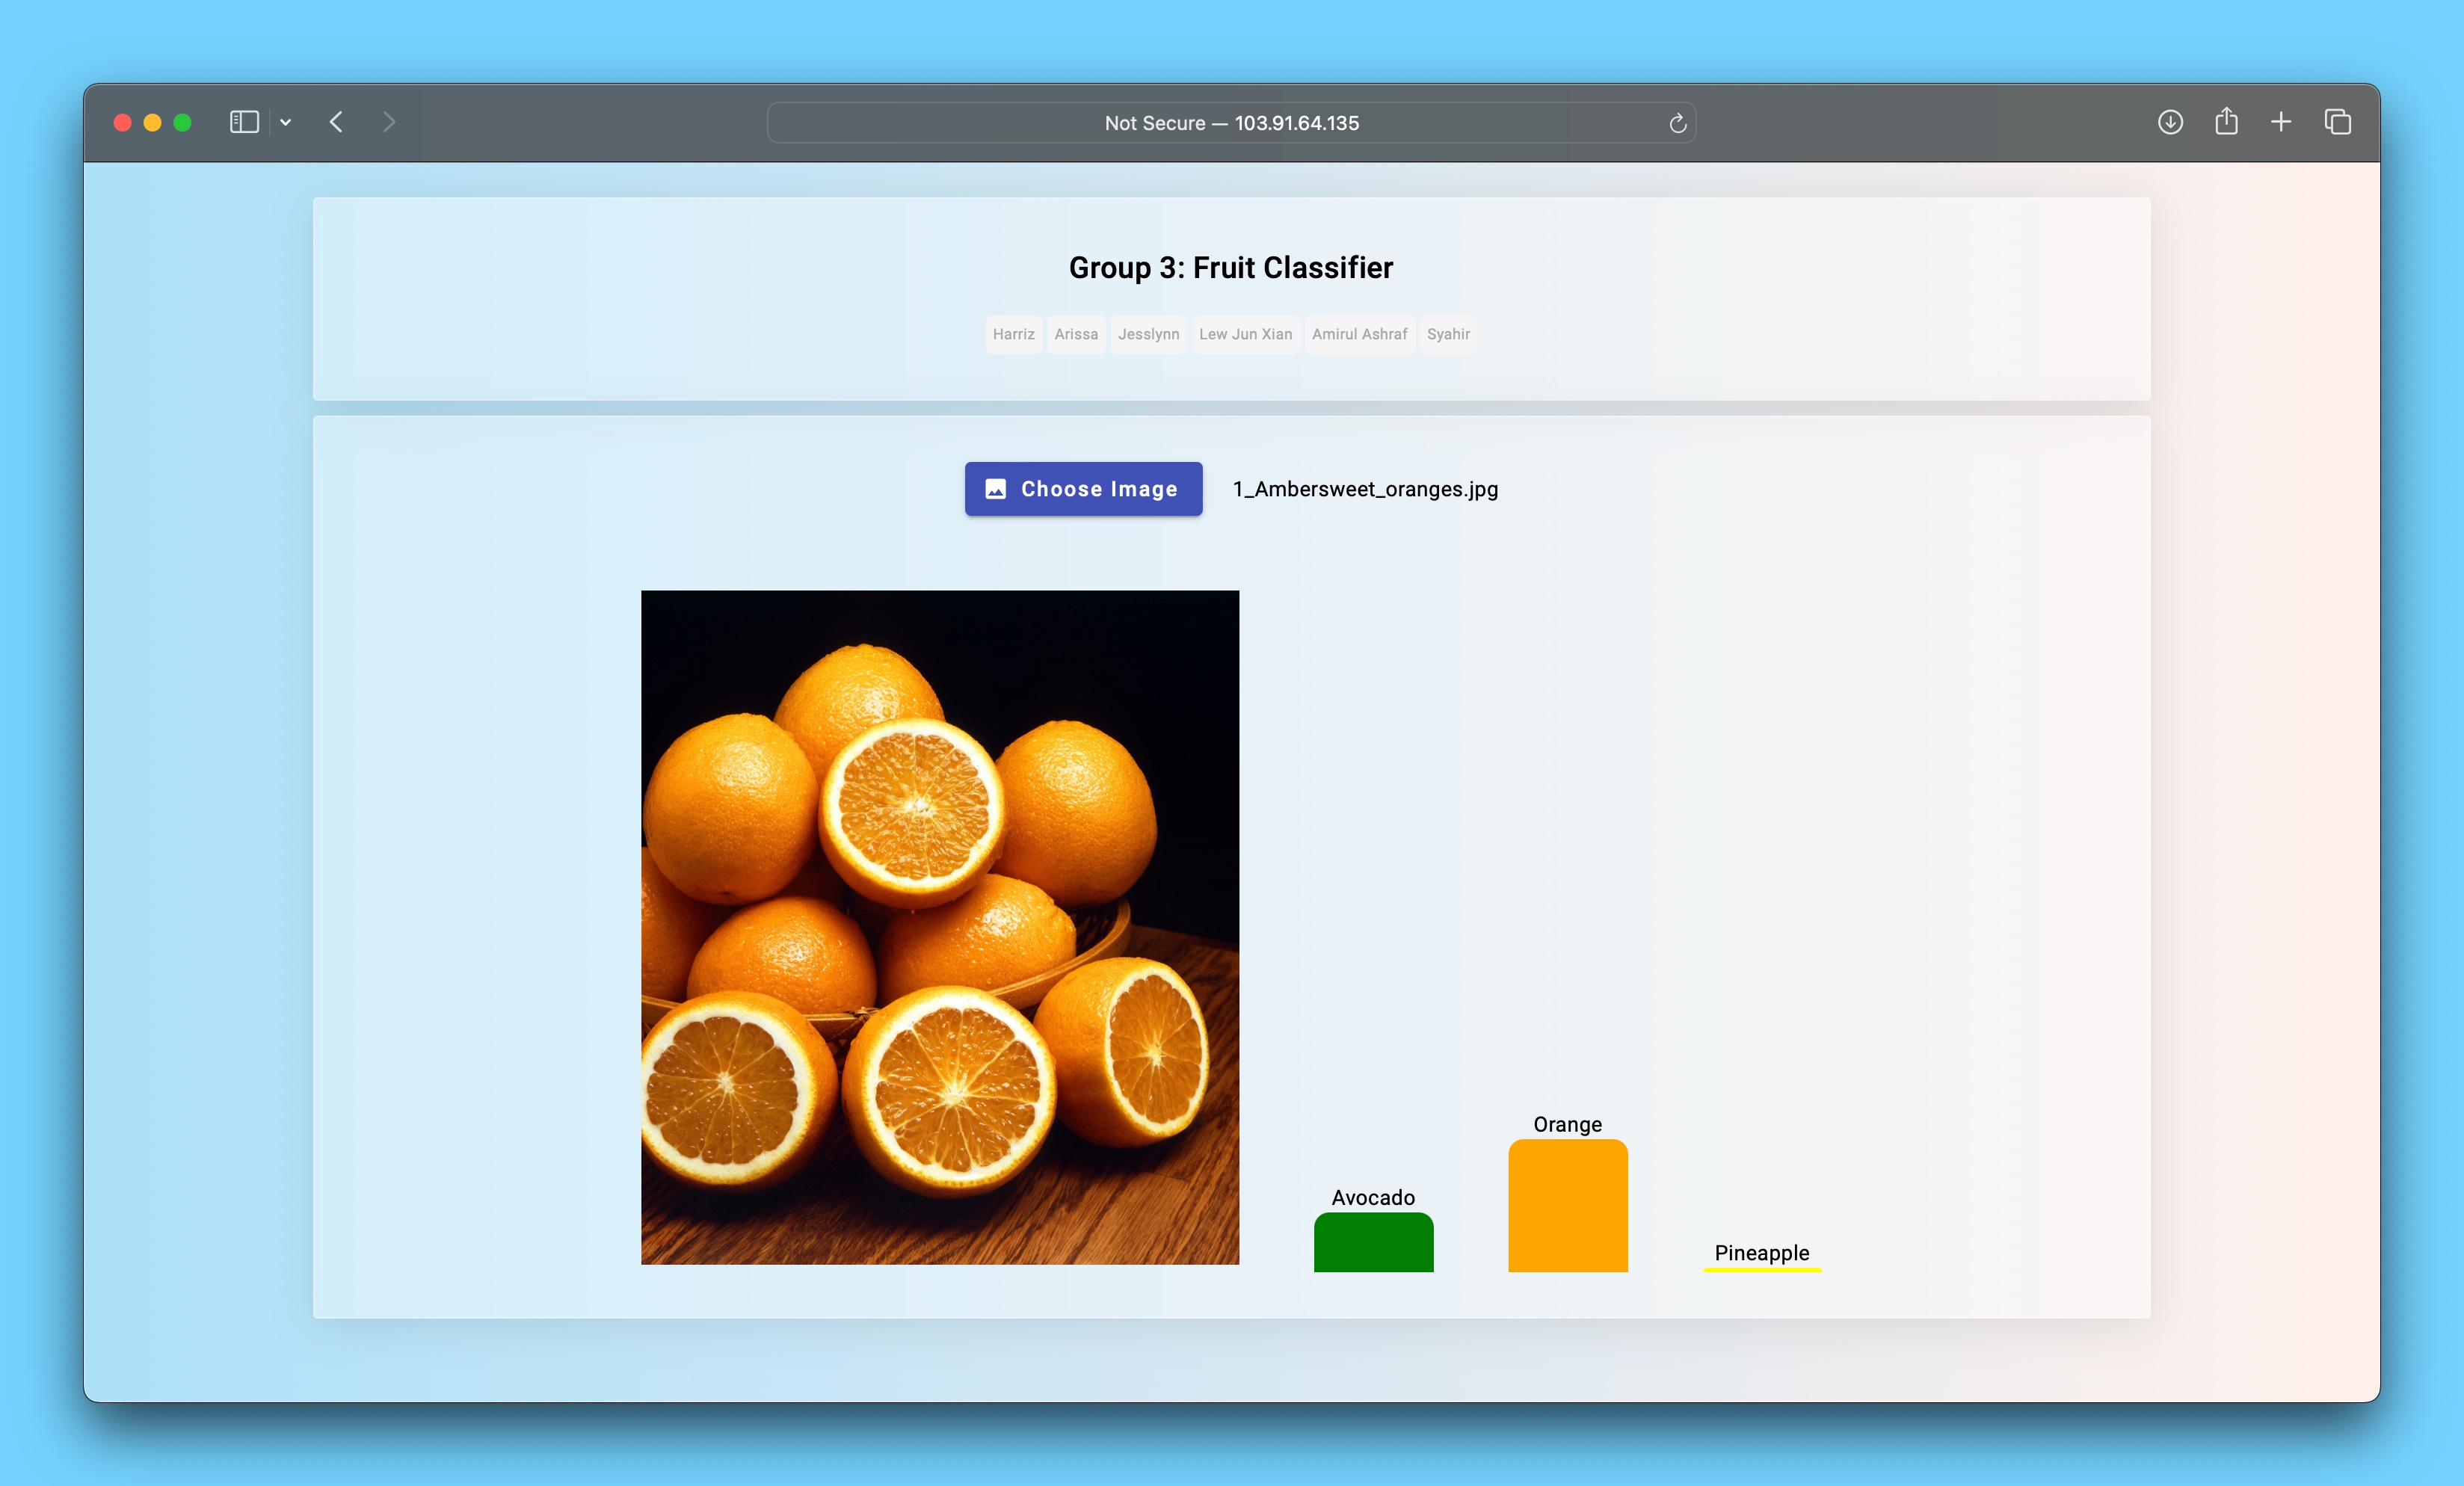 Not Secure — 103.91.64.135
Group 3: Fruit Classifier
Harriz Arissa Jesslynn Lew Jun Xian Amirul Ashraf Syahir
Choose Image 1_Ambersweet_oranges.jpg
Orange
Avocado
Pineapple